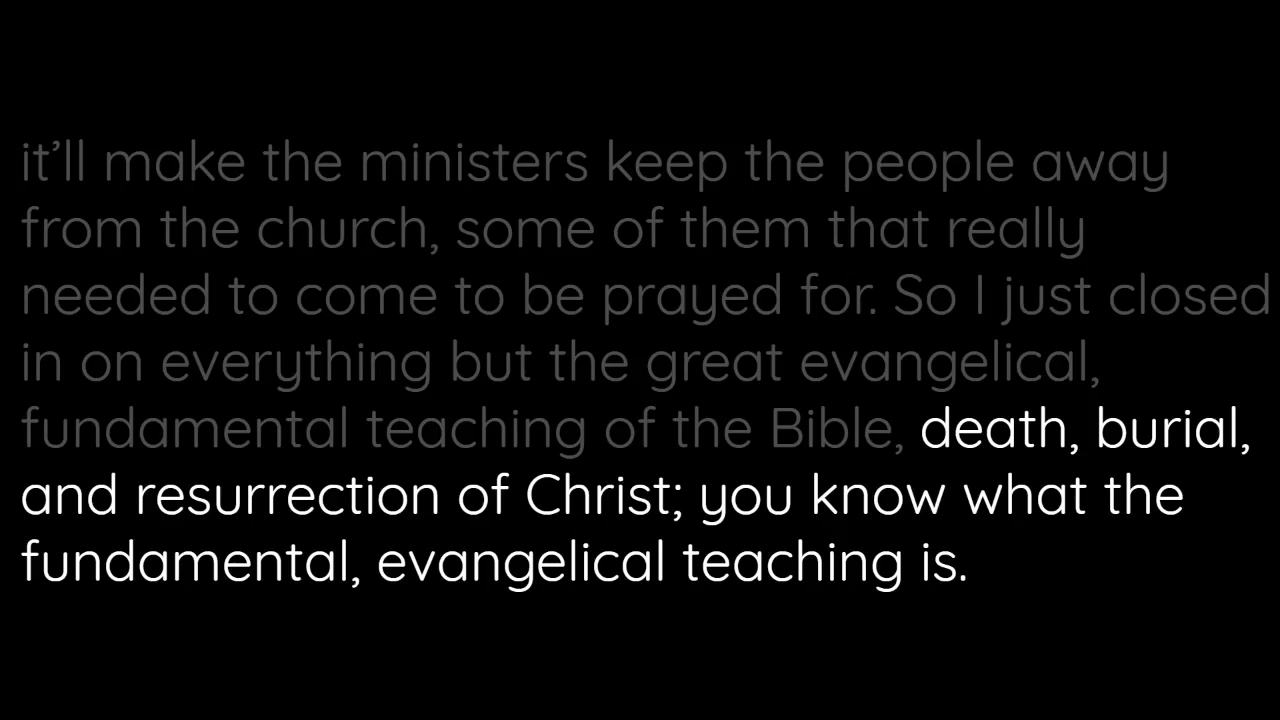 it’ll make the ministers keep the people away
from the church, some of them that really
needed to come to be prayed for. So I just closed
in on everything but the great evangelical,
fundamental teaching of the Bible, death, burial,
and resurrection of Christ; you know what the
fundamental, evangelical teaching is.